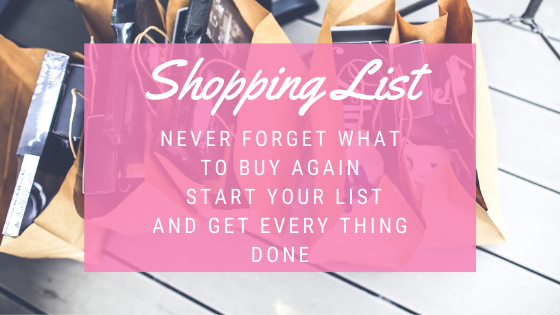 Shopping List
NEVER FORGET WHAT
TO BUY AGAIN
START YOUR LIST
AND GET EVERY THING
DONE